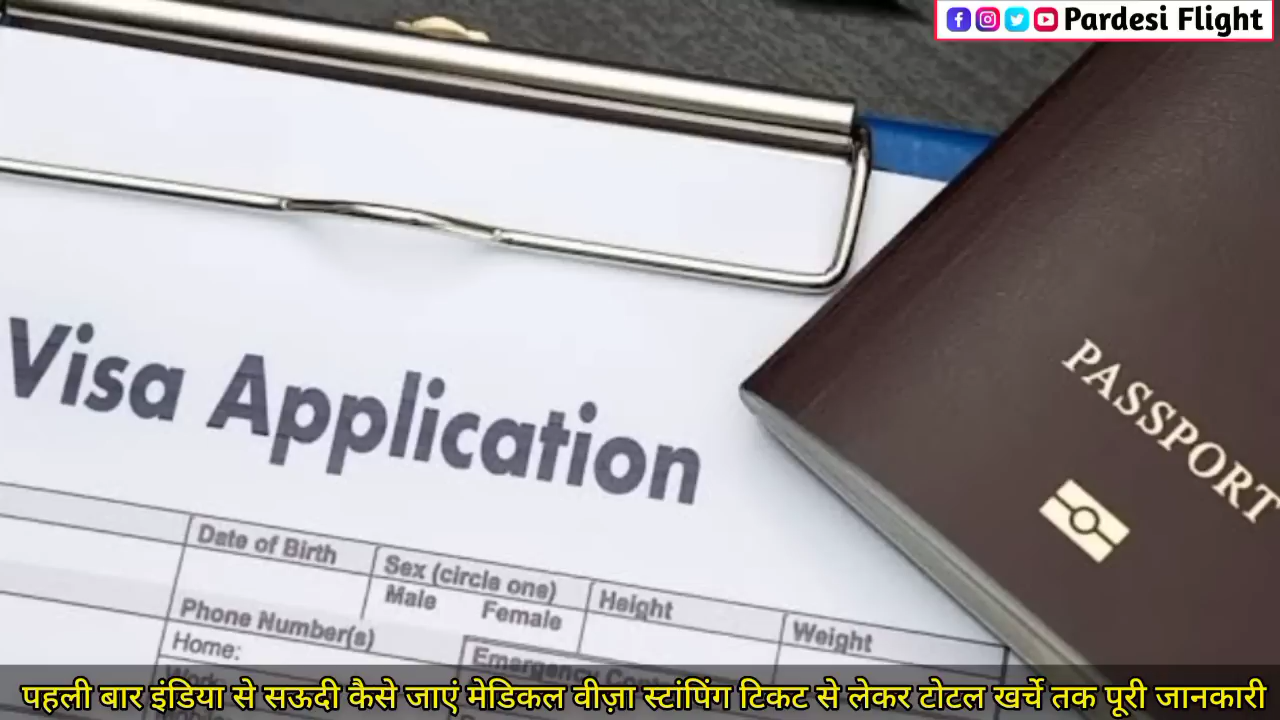 Pardesi Flight
Visa Application
PASSPORT
Date of Birth
Sex (circle one)
Height
Weight
Male Female
Phone Number(s)
Home:
पहली बार इंडिया से सऊदी कैसे जाएं मेडिकल वीज़ा स्टांपिंग टिकट से लेकर टोटल खर्चे तक पूरी जानकारी